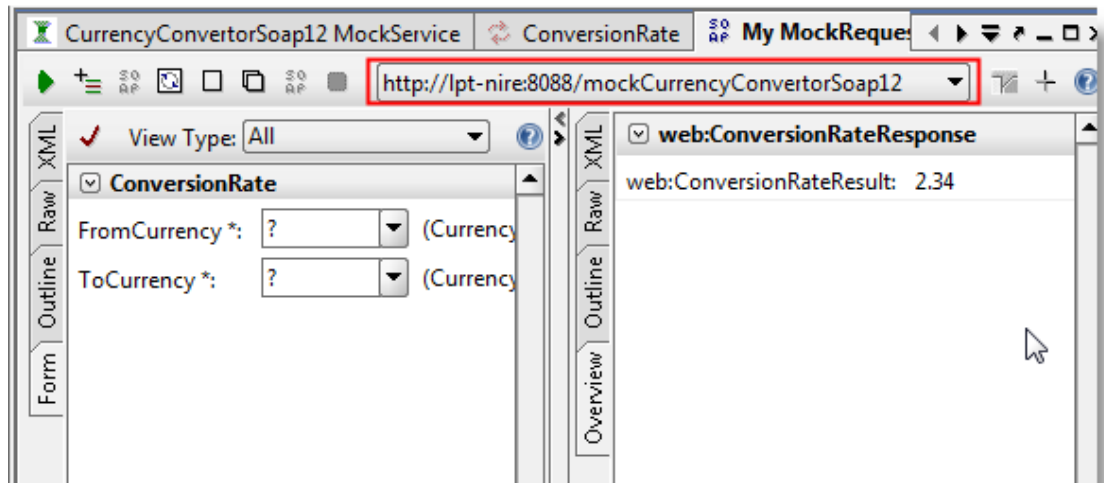 CurrencyConvertorSoap12 MockService
ConversionRate
My MockReques
http://lpt-nire:8088/mockCurrencyConvertorSoap12
XML
Raw
Outline
Form
View Type: All
ConversionRate
FromCurrency *: ? (Currency
ToCurrency *: ? (Currency
XML
Raw
Outline
Overview
web:ConversionRateResponse
web:ConversionRateResult: 2.34